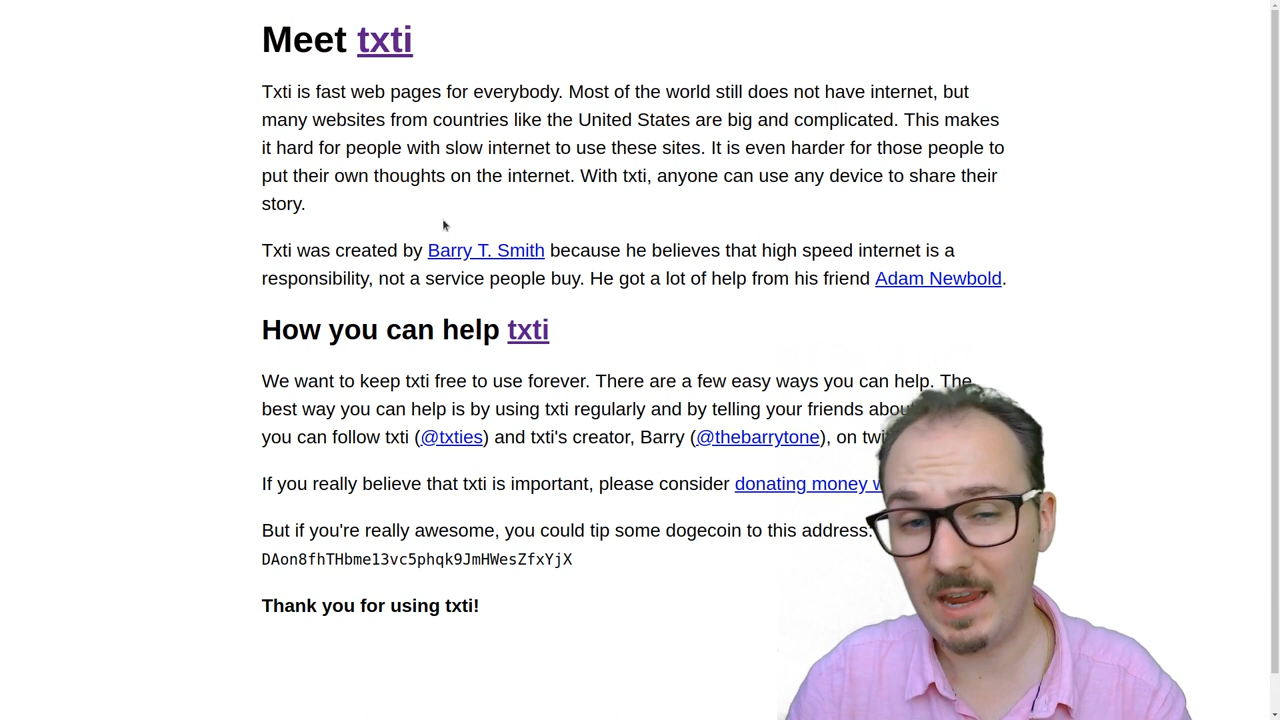 Meet txti
Txti is fast web pages for everybody. Most of the world still does not have internet, but
many websites from countries like the United States are big and complicated. This makes
it hard for people with slow internet to use these sites. It is even harder for those people to
put their own thoughts on the internet. With txti, anyone can use any device to share their
story.
Txti was created by Barry T. Smith because he believes that high speed internet is a
responsibility, not a service people buy. He got a lot of help from his friend Adam Newbold.
How you can help txti
We want to keep txti free to use forever. There are a few easy ways you can help. The
best way you can help is by using txti regularly and by telling your friends
you can follow txti (@txties) and txti's creator, Barry (@thebarrytone), on
If you really believe that txti is important, please consider donating money
But if you're really awesome, you could tip some dogecoin to this address:
DAon8fhTHbme13vc5phqk9JmHWesZfxYjX
Thank you for using txti!